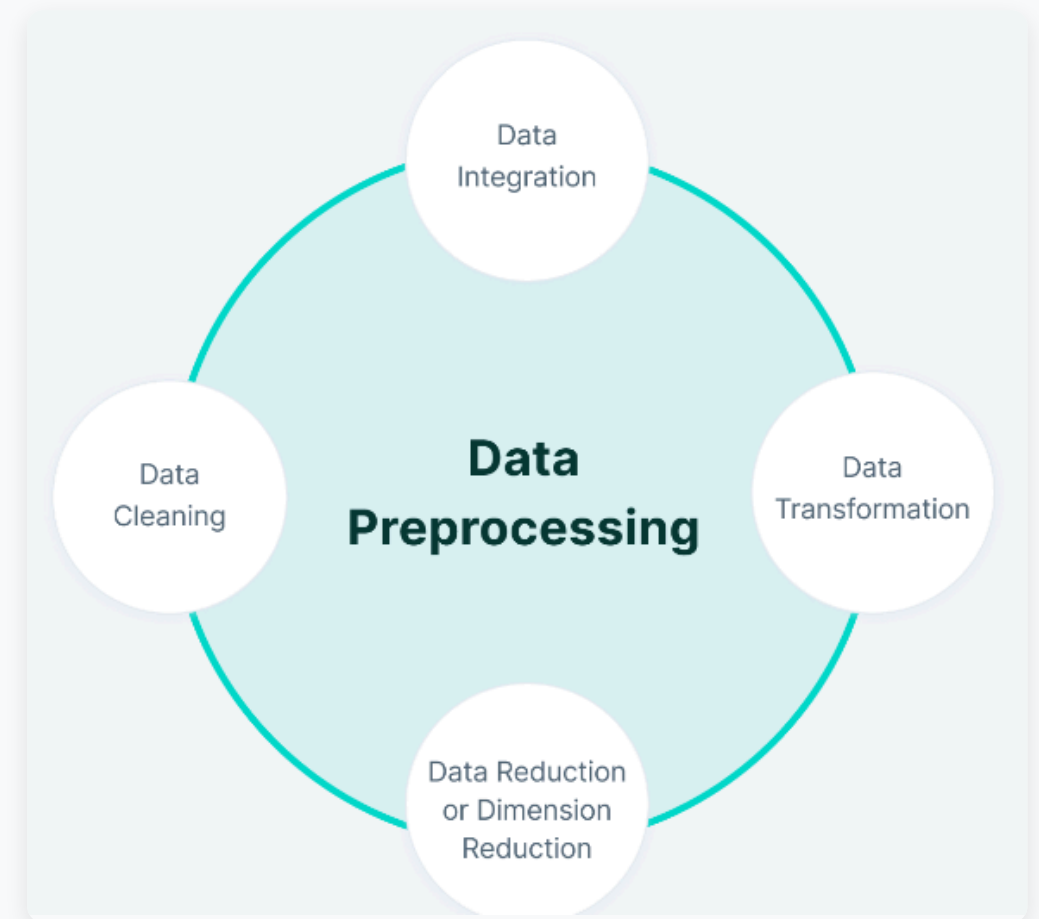 Data
Integration
Data
Cleaning
Data
Preprocessing
Data
Transformation
Data Reduction
or Dimension
Reduction